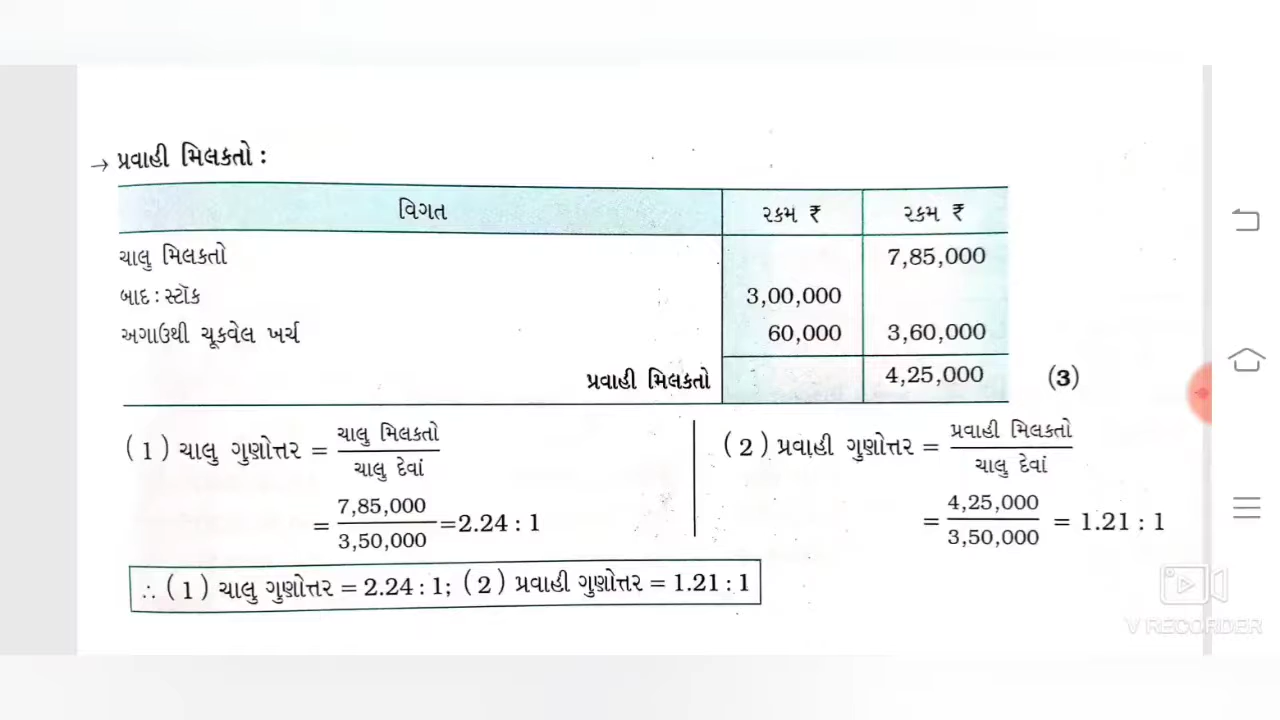 → પ્રવાહી મિલકતો :
વિગત રકમ ₹ રકમ ₹
ચાલુ મિલકતો 7,85,000
બાદ : સ્ટૉક 3,00,000
અગાઉથી ચૂકવેલ ખર્ચ 60,000 3,60,000
પ્રવાહી મિલકતો 4,25,000 (3)
(1) ચાલુ ગુણોત્તર = ચાલુ મિલકતો / ચાલુ દેવાં
= 7,85,000 / 3,50,000 = 2.24 : 1
(2) પ્રવાહી ગુણોત્તર = પ્રવાહી મિલકતો / ચાલુ દેવાં
= 4,25,000 / 3,50,000 = 1.21 : 1
∴ (1) ચાલુ ગુણોત્તર = 2.24 : 1; (2) પ્રવાહી ગુણોત્તર = 1.21 : 1
V RECORDER